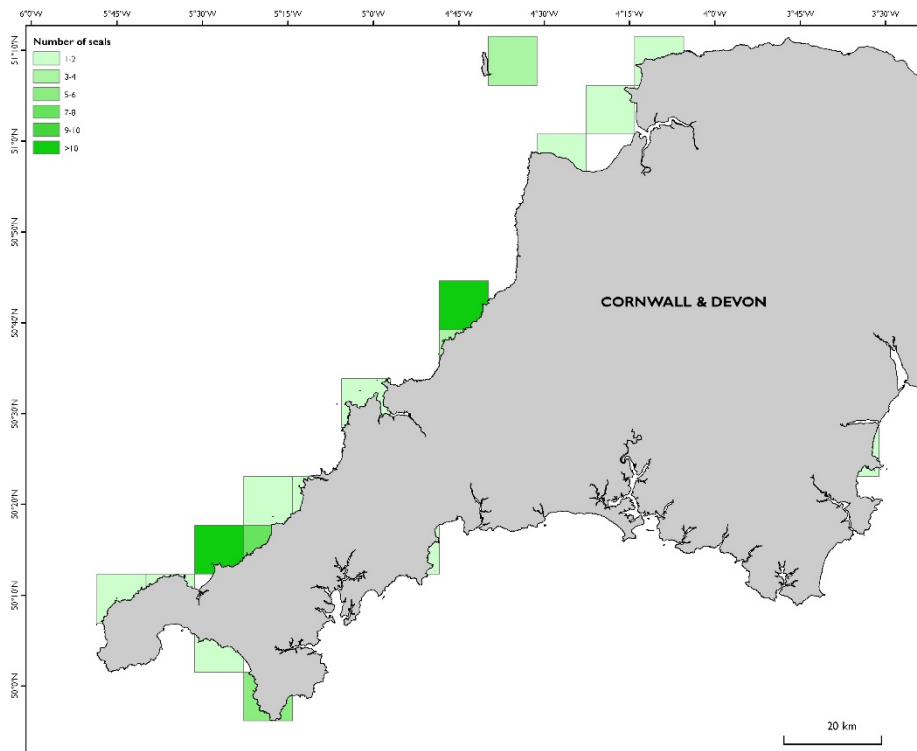 6°0'W 5°45'W 5°30'W 5°15'W 5°0'W 4°45'W 4°30'W 4°15'W 4°0'W 3°45'W 3°30'W
Number of seals
1-2
3-4
5-6
7-8
9-10
>10
51°10'N
51°0'N
50°50'N
50°40'N
50°30'N
50°20'N
50°10'N
50°0'N
CORNWALL & DEVON
20 km